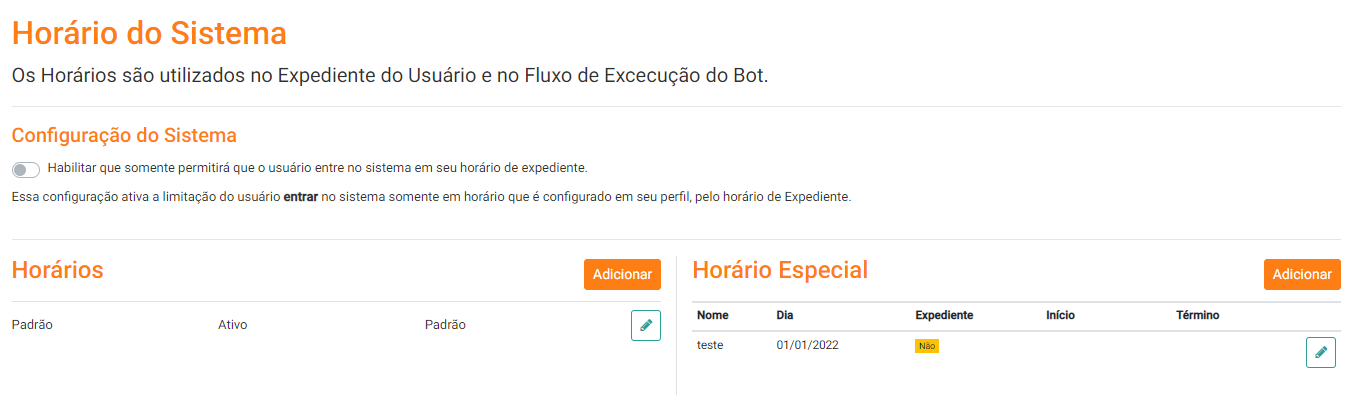 Horário do Sistema
Os Horários são utilizados no Expediente do Usuário e no Fluxo de Excecução do Bot.
Configuração do Sistema
Habilitar que somente permitirá que o usuário entre no sistema em seu horário de expediente.
Essa configuração ativa a limitação do usuário entrar no sistema somente em horário que é configurado em seu perfil, pelo horário de Expediente.
Horários Adicionar
Padrão Ativo Padrão
Horário Especial Adicionar
Nome Dia Expediente Início Término
teste 01/01/2022 Não